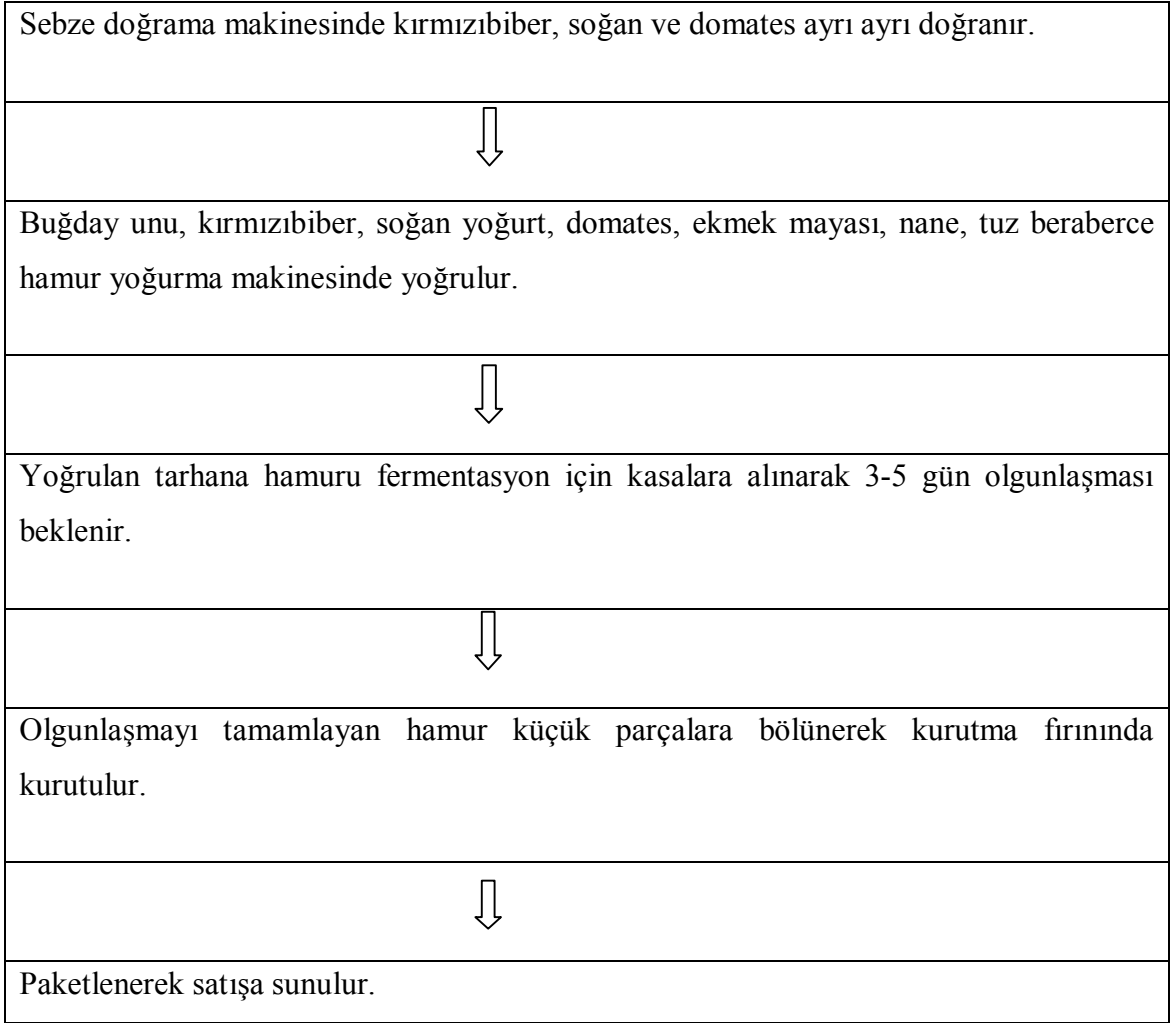 Sebze doğrama makinesinde kırmızıbiber, soğan ve domates ayrı ayrı doğranır.
Buğday unu, kırmızıbiber, soğan yoğurt, domates, ekmek mayası, nane, tuz beraberce
hamur yoğurma makinesinde yoğrulur.
Yoğrulan tarhana hamuru fermentasyon için kasalara alınarak 3-5 gün olgunlaşması
beklenir.
Olgunlaşmayı tamamlayan hamur küçük parçalara bölünerek kurutma fırınında
kurutulur.
Paketlenerek satışa sunulur.